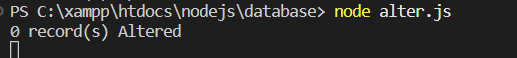 PS C:\xampp\htdocs\nodejs\database> node alter.js
0 record(s) Altered